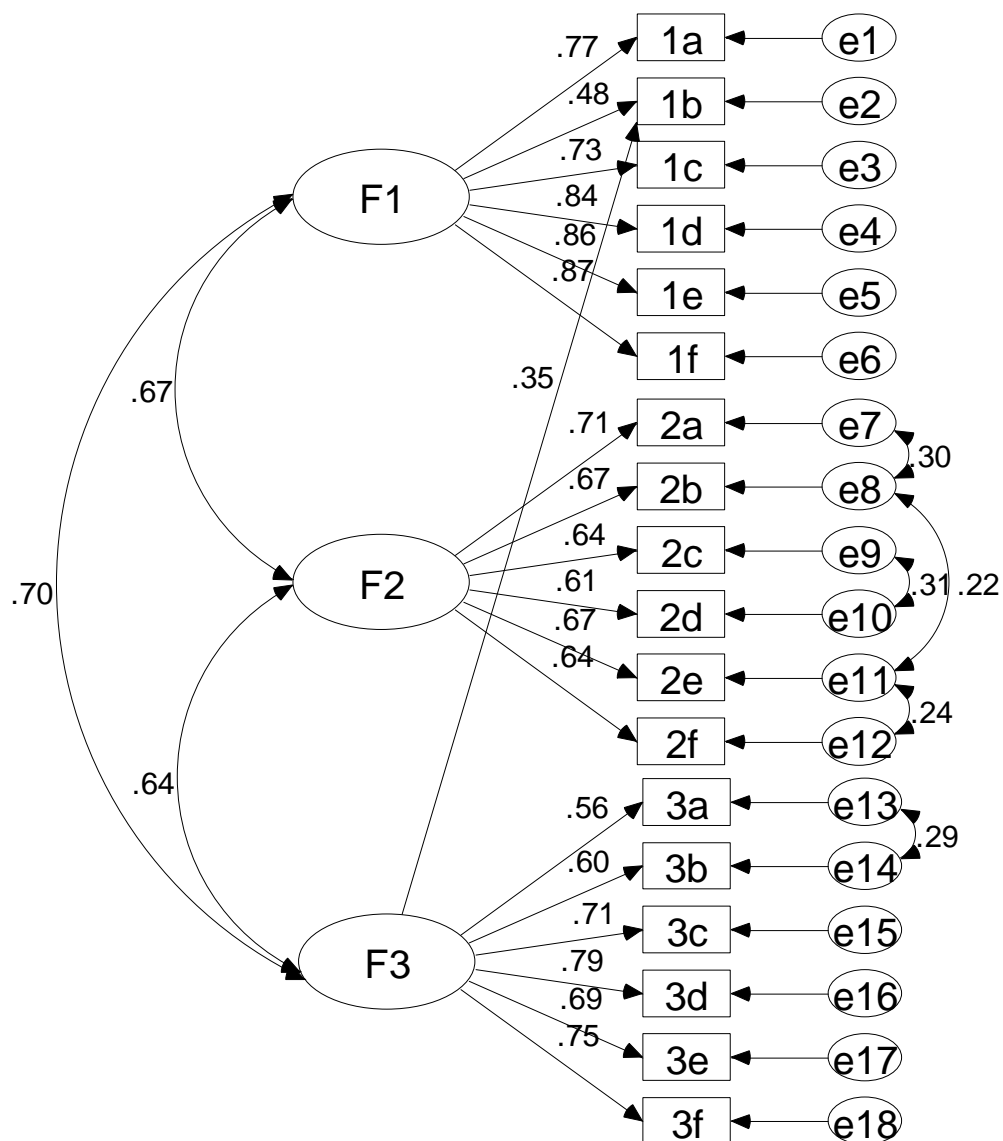 .77 1a e1
.48 1b e2
.73 1c e3
F1
.84 1d e4
.86 1e e5
.87 1f e6
.35
.67
.71 2a e7
.30
.67 2b e8
.64 2c e9
F2
.70
.61 2d e10 .31 .22
.67 2e e11
.64 2f e12 .24
.64
.56 3a e13
.29
.60 3b e14
.71 3c e15
F3
.79 3d e16
.69 3e e17
.75 3f e18